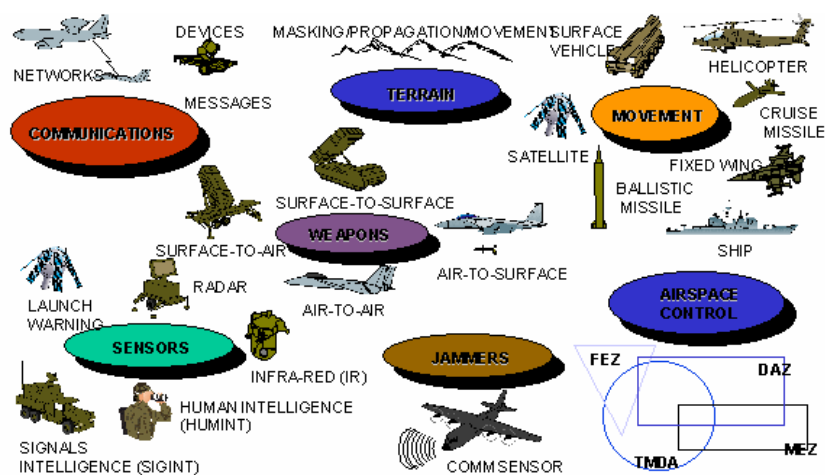 DEVICES
MASKING/PROPAGATION/MOVEMENT
SURFACE
VEHICLE
HELICOPTER
NETWORKS
MESSAGES
TERRAIN
COMMUNICATIONS
MOVEMENT
CRUISE
MISSILE
SATELLITE
FIXED WING
BALLISTIC
MISSILE
SURFACE-TO-SURFACE
WEAPONS
SURFACE-TO-AIR
AIR-TO-SURFACE
SHIP
LAUNCH
WARNING
RADAR
AIR-TO-AIR
AIRSPACE
CONTROL
SENSORS
INFRA-RED (IR)
JAMMERS
FEZ
DAZ
HUMAN INTELLIGENCE
(HUMINT)
SIGNALS
INTELLIGENCE (SIGINT)
COMM SENSOR
TMDA
MEZ